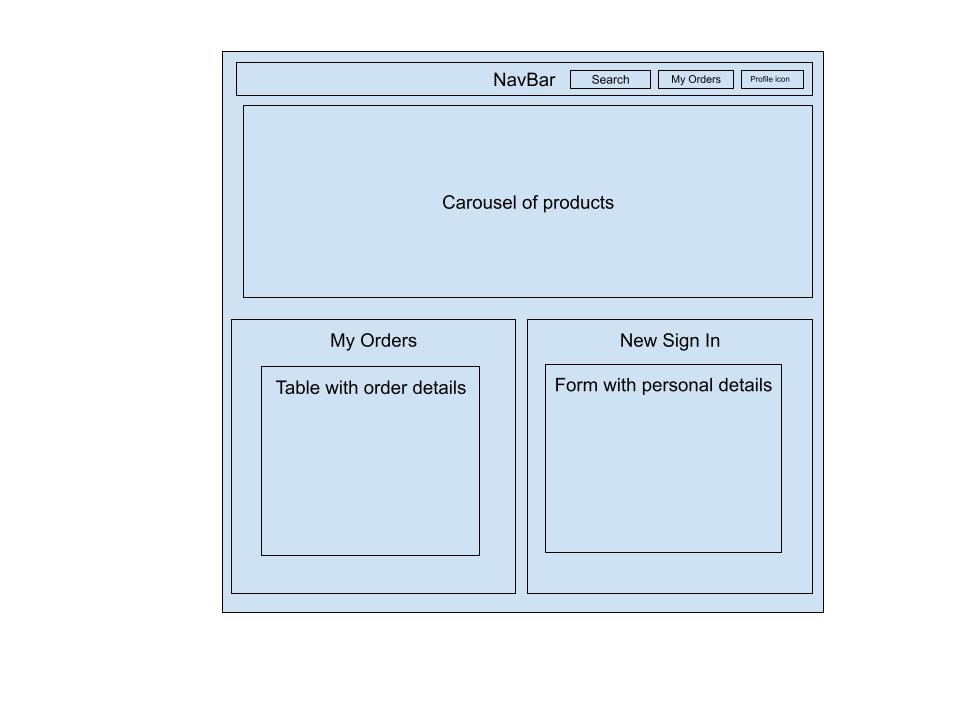 NavBar
Search
My Orders
Profile icon
Carousel of products
My Orders
Table with order details
New Sign In
Form with personal details